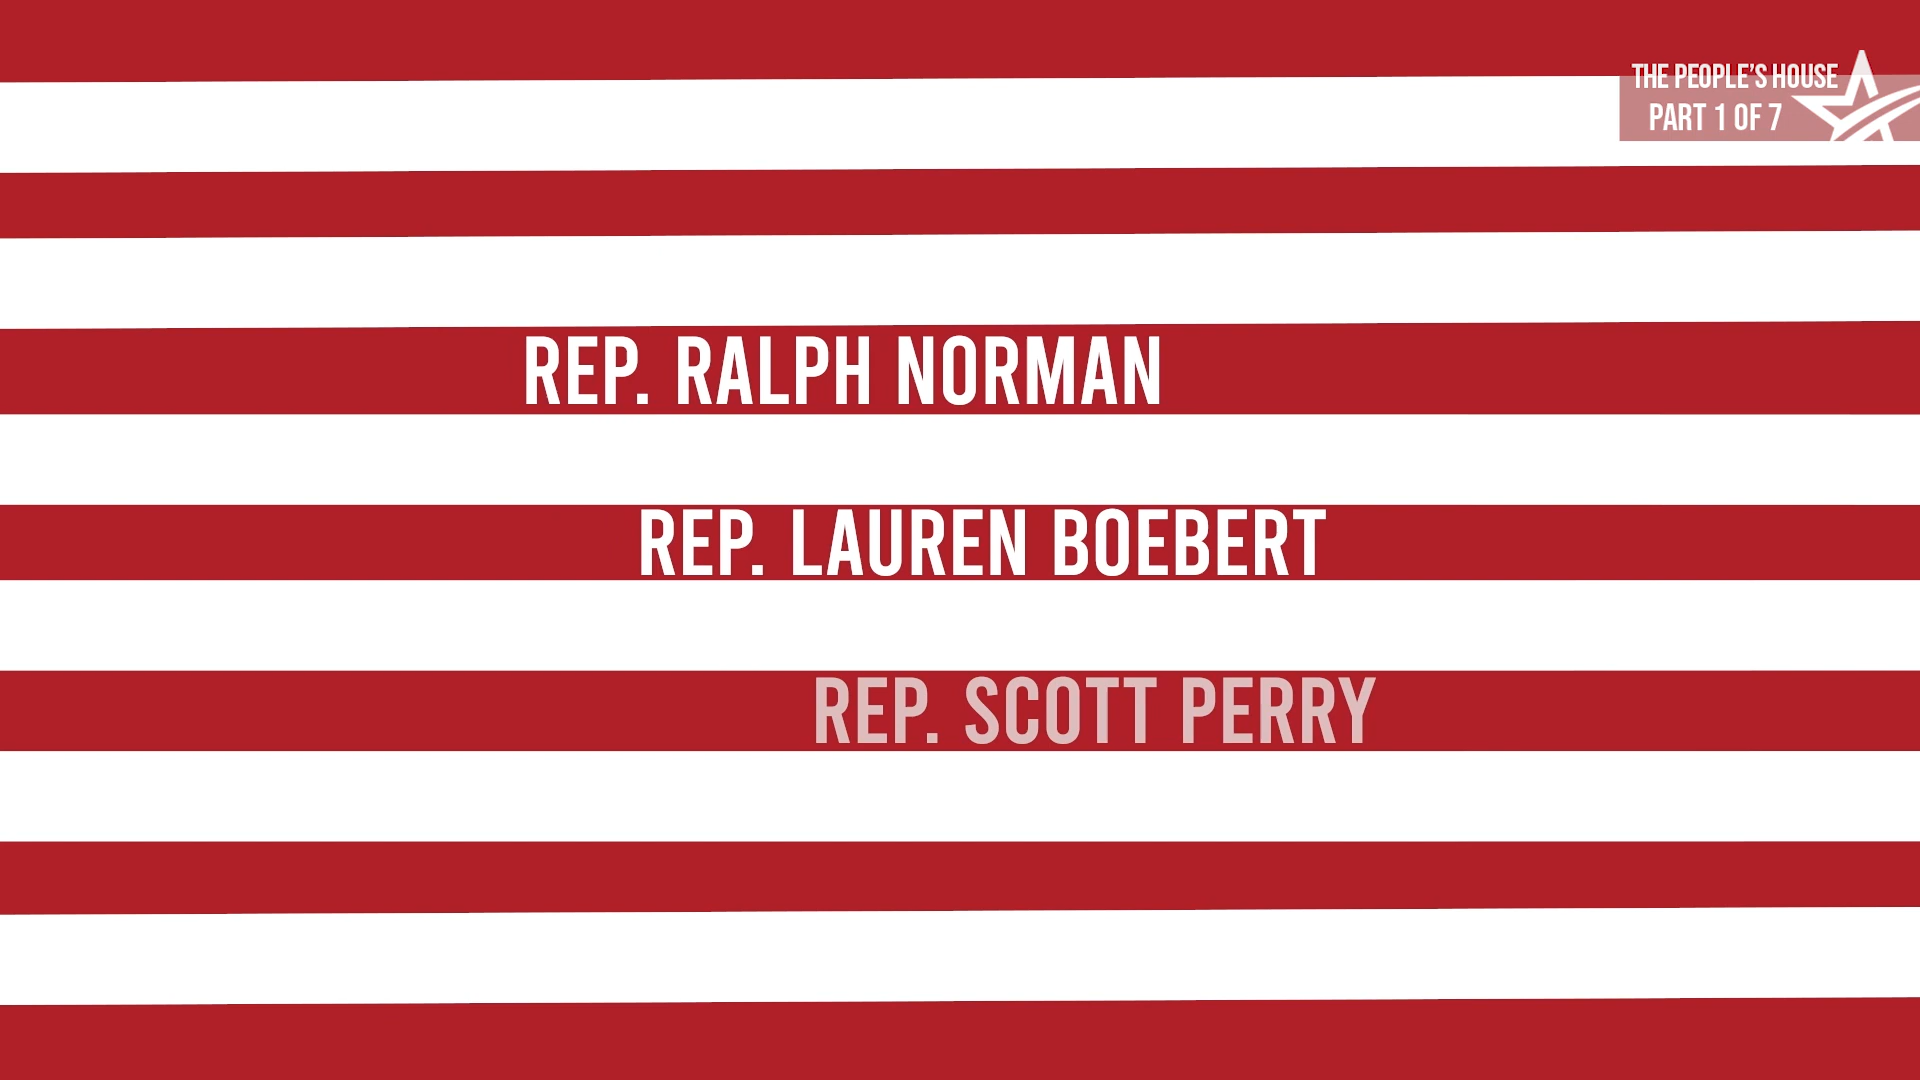 THE PEOPLE'S HOUSE
PART 1 OF 7
REP. RALPH NORMAN
REP. LAUREN BOEBERT
REP. SCOTT PERRY